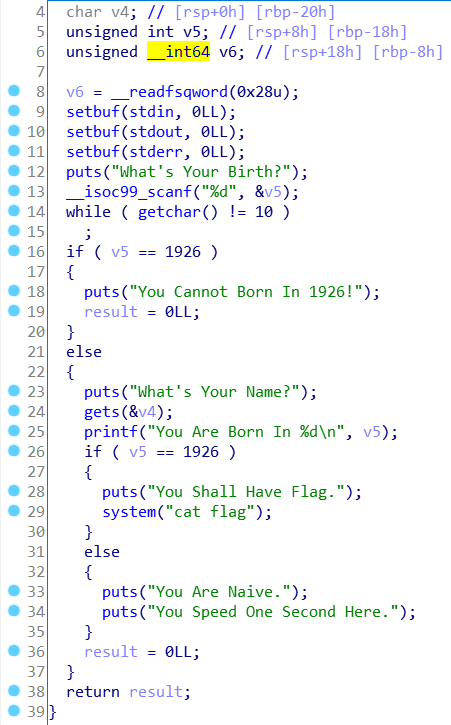 4 char v4; // [rsp+0h] [rbp-20h]
5 unsigned int v5; // [rsp+8h] [rbp-18h]
6 unsigned __int64 v6; // [rsp+18h] [rbp-8h]
7
8 v6 = __readfsqword(0x28u);
9 setbuf(stdin, 0LL);
10 setbuf(stdout, 0LL);
11 setbuf(stderr, 0LL);
12 puts("What's Your Birth?");
13 __isoc99_scanf("%d", &v5);
14 while ( getchar() != 10 )
15 ;
16 if ( v5 == 1926 )
17 {
18 puts("You Cannot Born In 1926!");
19 result = 0LL;
20 }
21 else
22 {
23 puts("What's Your Name?");
24 gets(&v4);
25 printf("You Are Born In %d\n", v5);
26 if ( v5 == 1926 )
27 {
28 puts("You Shall Have Flag.");
29 system("cat flag");
30 }
31 else
32 {
33 puts("You Are Naive.");
34 puts("You Speed One Second Here.");
35 }
36 result = 0LL;
37 }
38 return result;
39 }